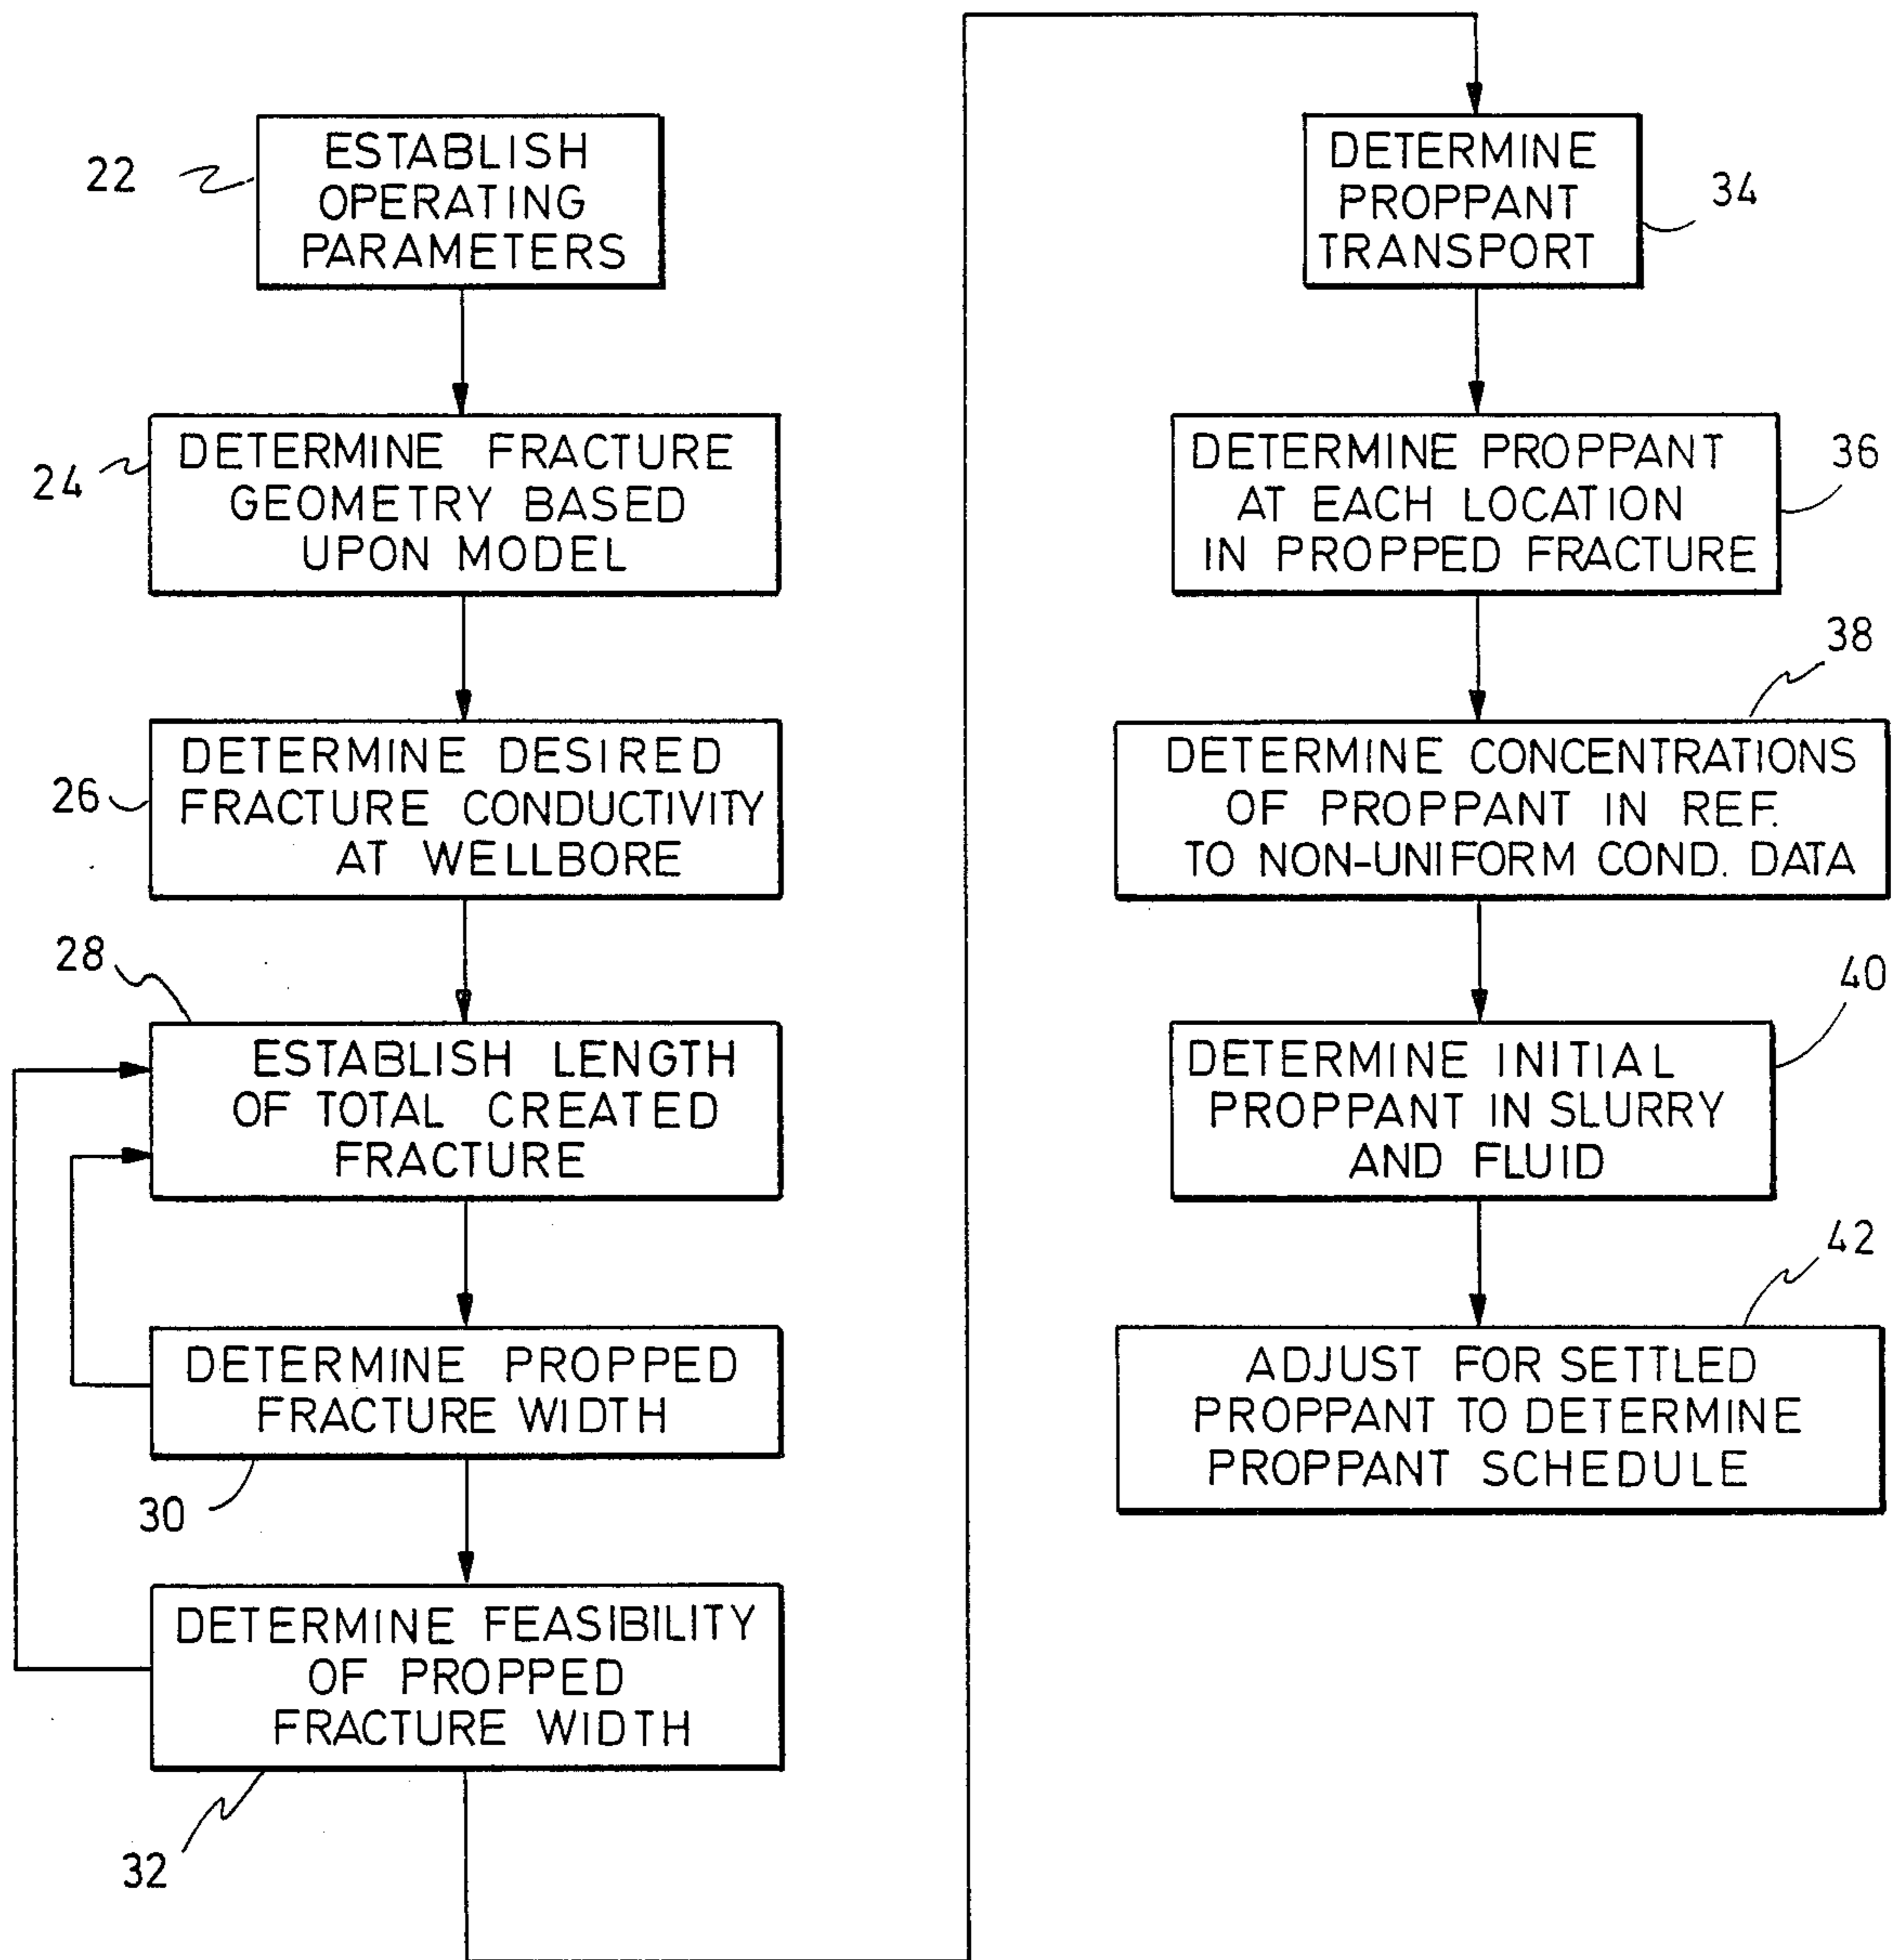 22
ESTABLISH
OPERATING
PARAMETERS
24
DETERMINE FRACTURE
GEOMETRY BASED
UPON MODEL
26
DETERMINE DESIRED
FRACTURE CONDUCTIVITY
AT WELLBORE
28
ESTABLISH LENGTH
OF TOTAL CREATED
FRACTURE
DETERMINE PROPPED
FRACTURE WIDTH
30
DETERMINE FEASIBILITY
OF PROPPED
FRACTURE WIDTH
32
DETERMINE
PROPPANT
TRANSPORT
34
DETERMINE PROPPANT
AT EACH LOCATION
IN PROPPED FRACTURE
36
38
DETERMINE CONCENTRATIONS
OF PROPPANT IN REF.
TO NON-UNIFORM COND. DATA
40
DETERMINE INITIAL
PROPPANT IN SLURRY
AND FLUID
42
ADJUST FOR SETTLED
PROPPANT TO DETERMINE
PROPPANT SCHEDULE